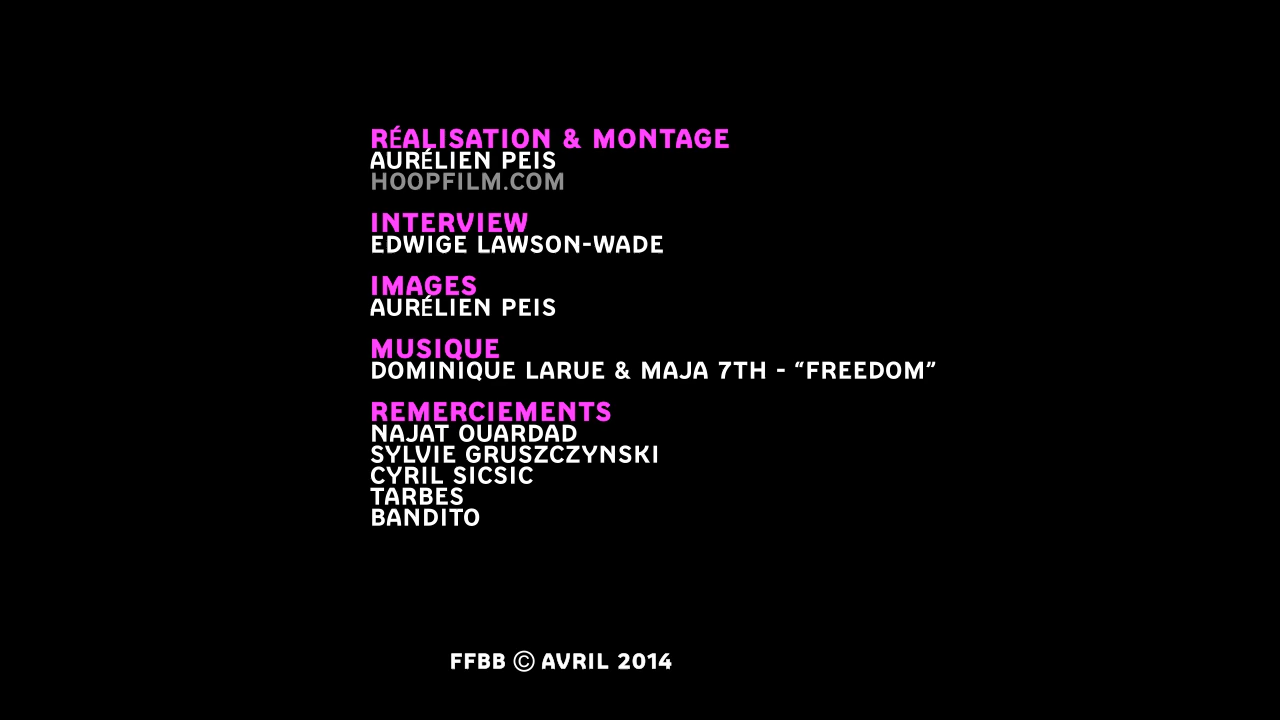 RÉALISATION & MONTAGE
AURÉLIEN PEIS
HOOPFILM.COM
INTERVIEW
EDWIGE LAWSON-WADE
IMAGES
AURÉLIEN PEIS
MUSIQUE
DOMINIQUE LARUE & MAJA 7TH - “FREEDOM”
REMERCIEMENTS
NAJAT OUARDAD
SYLVIE GRUSZCZYNSKI
CYRIL SICSIC
TARBES
BANDITO
FFBB © AVRIL 2014